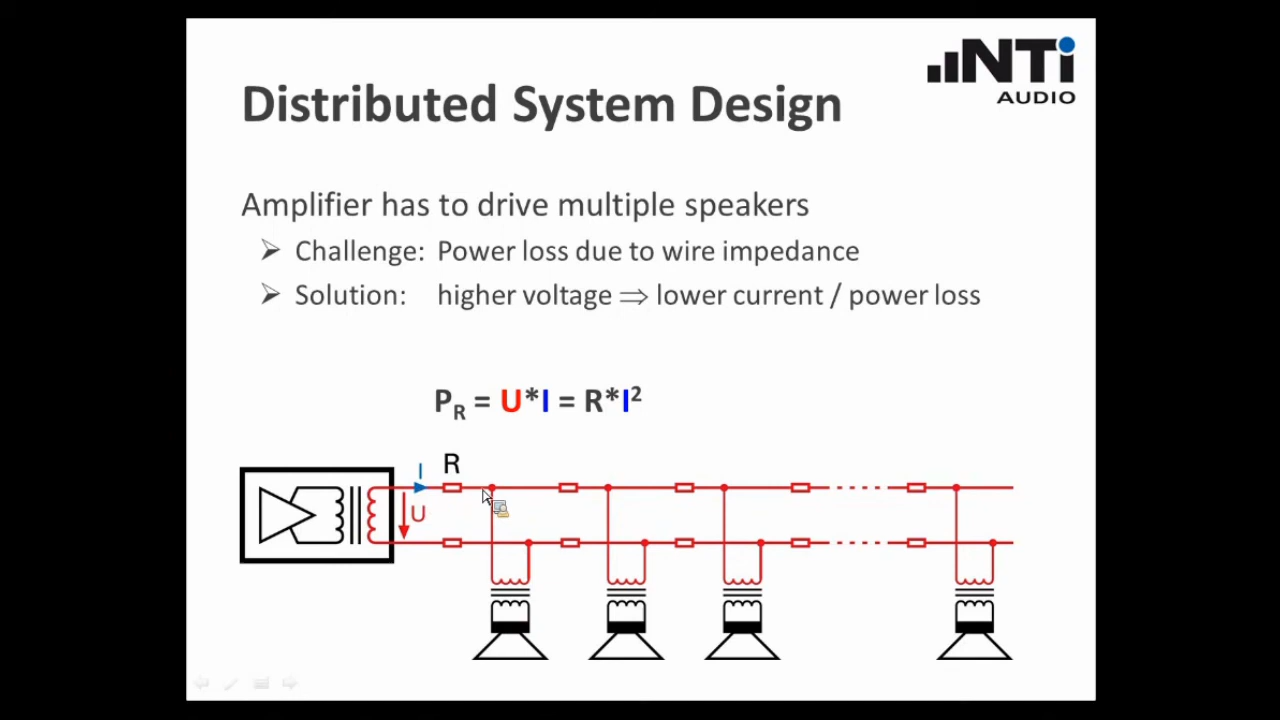 NTi
AUDIO
Distributed System Design
Amplifier has to drive multiple speakers
➢ Challenge: Power loss due to wire impedance
➢ Solution: higher voltage ⇒ lower current / power loss
P_R = U*I = R*I²
I
R
U